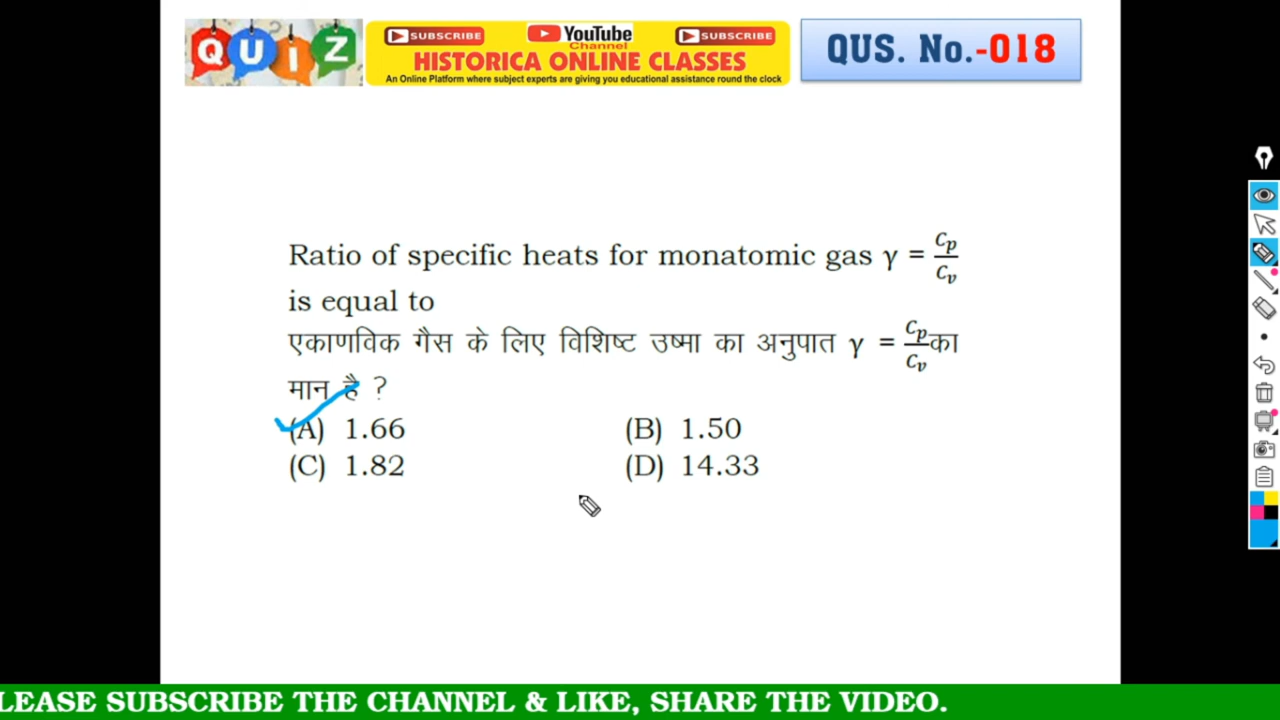 QUIZ
SUBSCRIBE YouTube SUBSCRIBE
Channel
HISTORICA ONLINE CLASSES
An Online Platform where subject experts are giving you educational assistance round the clock
QUS. No.-018
Ratio of specific heats for monatomic gas γ = Cp/Cv
is equal to
एकाणविक गैस के लिए विशिष्ट उष्मा का अनुपात γ = Cp/Cv का
मान है ?
(A) 1.66 (B) 1.50
(C) 1.82 (D) 14.33
LEASE SUBSCRIBE THE CHANNEL & LIKE, SHARE THE VIDEO.